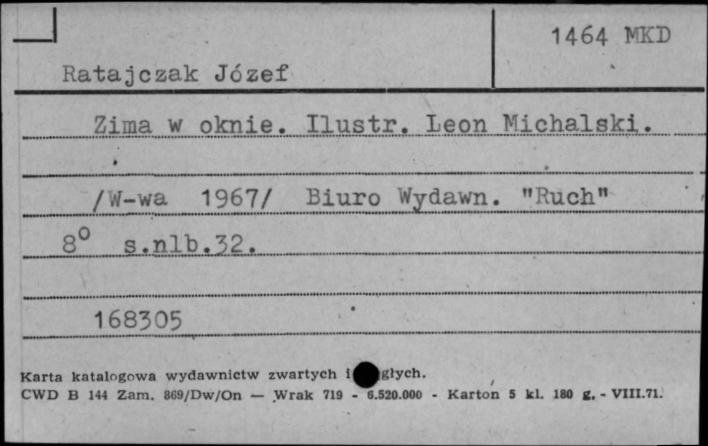 1464 MKD
Ratajczak Józef
Zima w oknie. Ilustr. Leon Michalski.
/W-wa 1967/ Biuro Wydawn. "Ruch"
8⁰ s.nlb.32.
168305
Karta katalogowa wydawnictw zwartych i głych.
CWD B 144 Zam. 869/Dw/On — Wrak 719 - 6.520.000 - Karton 5 kl. 180 g. - VIII.71.